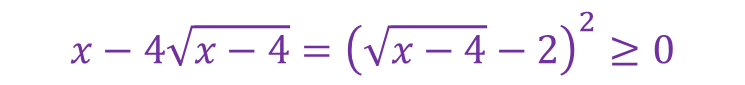 x − 4√(x − 4) = (√(x − 4) − 2)² ≥ 0